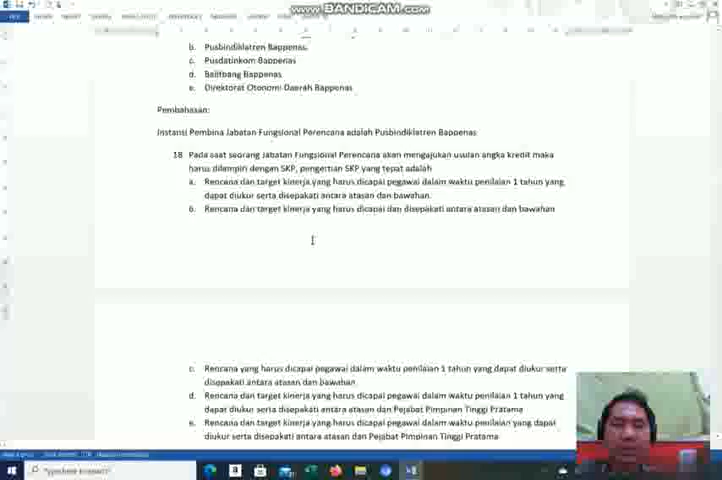 www.BANDICAM.com
b. Pusbindiklatren Bappenas.
c. Pusdatinkom Bappenas
d. Balitbang Bappenas
e. Direktorat Otonomi Daerah Bappenas
Pembahasan:
Instansi Pembina Jabatan Fungsional Perencana adalah Pusbindiklatren Bappenas
18 Pada saat seorang Jabatan Fungsional Perencana akan mengajukan usulan angka kredit maka
harus dilampiri dengan SKP, pengertian SKP yang tepat adalah
a. Rencana dan target kinerja yang harus dicapai pegawai dalam waktu penilaian 1 tahun yang
dapat diukur serta disepakati antara atasan dan bawahan.
b. Rencana dan target kinerja yang harus dicapai dan disepakati antara atasan dan bawahan
c. Rencana yang harus dicapai pegawai dalam waktu penilaian 1 tahun yang dapat diukur serta
disepakati antara atasan dan bawahan
d. Rencana dan target kinerja yang harus dicapai pegawai dalam waktu penilaian 1 tahun yang
dapat diukur serta disepakati antara atasan dan Pejabat Pimpinan Tinggi Pratama
e. Rencana dan target kinerja yang harus dicapai pegawai dalam waktu penilaian yang dapat
diukur serta disepakati antara atasan dan Pejabat Pimpinan Tinggi Pratama